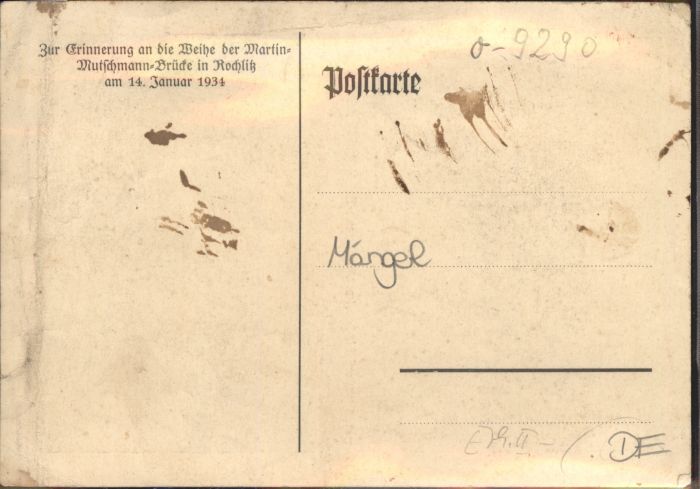 Zur Erinnerung an die Weihe der Martin-
Mutschmann-Brücke in Rochlitz
am 14. Januar 1934
o-9290
Postkarte
Mängel
DE